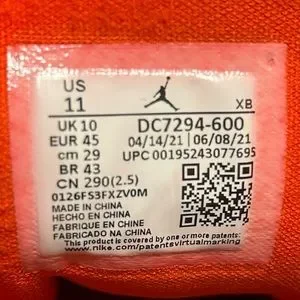 US
11
XB
UK 10 DC7294-600
EUR 45 04/14/21 06/08/21
cm 29 UPC 00195243077695
BR 43
CN 290(2.5)
0126FS3FXZV0M
MADE IN CHINA
HECHO EN CHINA
FABRIQUE EN CHINE
FABRICADO NA CHINA
This product is covered by one or more patents. See
www.nike.com/patentsvirtualmarking